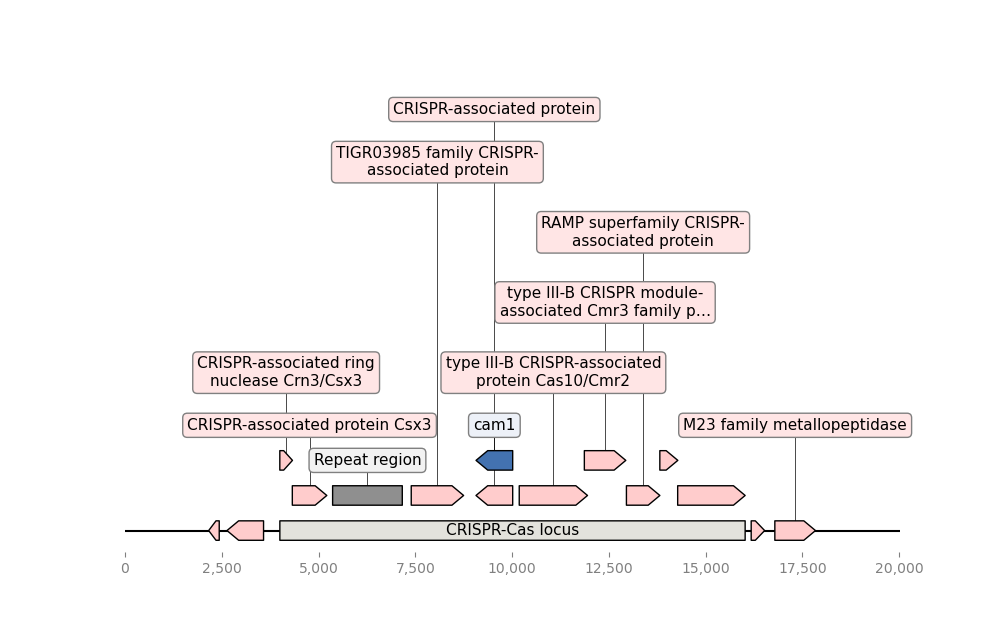 CRISPR-associated protein
TIGR03985 family CRISPR-
associated protein
RAMP superfamily CRISPR-
associated protein
type III-B CRISPR module-
associated Cmr3 family p…
CRISPR-associated ring
nuclease Crn3/Csx3
type III-B CRISPR-associated
protein Cas10/Cmr2
CRISPR-associated protein Csx3
cam1
M23 family metallopeptidase
Repeat region
CRISPR-Cas locus
0
2,500
5,000
7,500
10,000
12,500
15,000
17,500
20,000